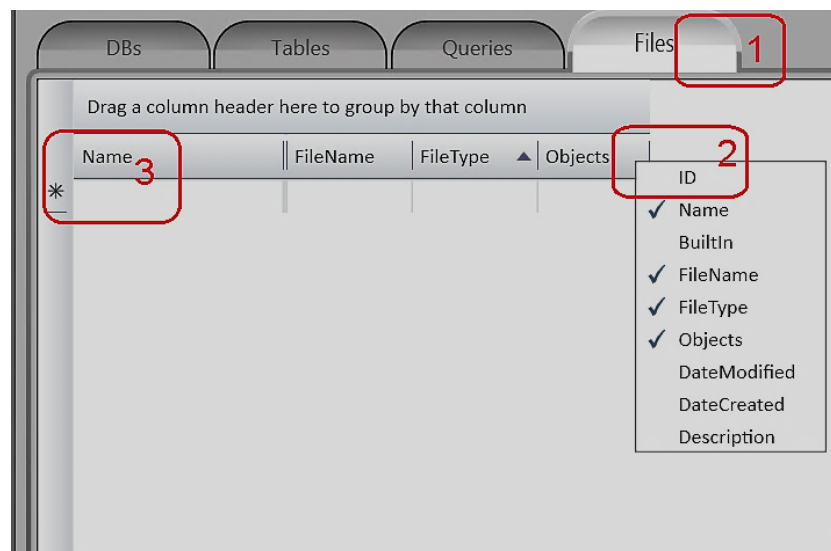 DBs Tables Queries Files 1
Drag a column header here to group by that column
Name 3 FileName FileType Objects 2
ID
Name
BuiltIn
FileName
FileType
Objects
DateModified
DateCreated
Description